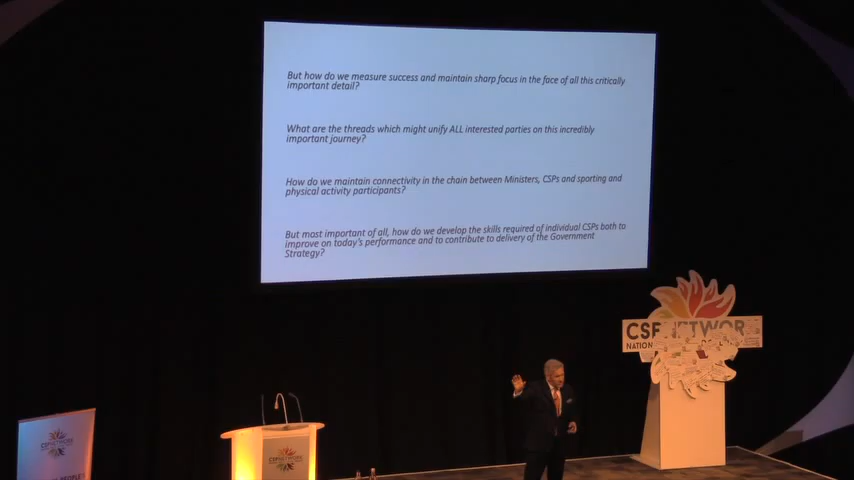 But how do we measure success and maintain sharp focus in the face of all this critically
important detail?
What are the threads which might unify ALL interested parties on this incredibly
important journey?
How do we maintain connectivity in the chain between Ministers, CSPs and sporting and
physical activity participants?
But most important of all, how do we develop the skills required of individual CSPs both to
improve on today's performance and to contribute to delivery of the Government
Strategy?
CSPNETWOR
NATION
CSPNETWORK
CSPNETWORK
PEOPLE